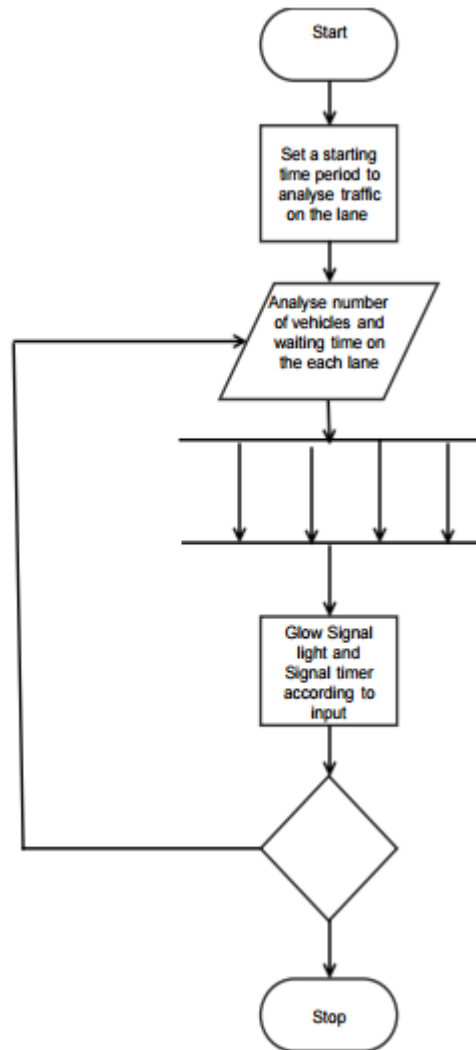 Start
Set a starting
time period to
analyse traffic
on the lane
Analyse number
of vehicles and
waiting time on
the each lane
Glow Signal
light and
Signal timer
according to
input
Stop